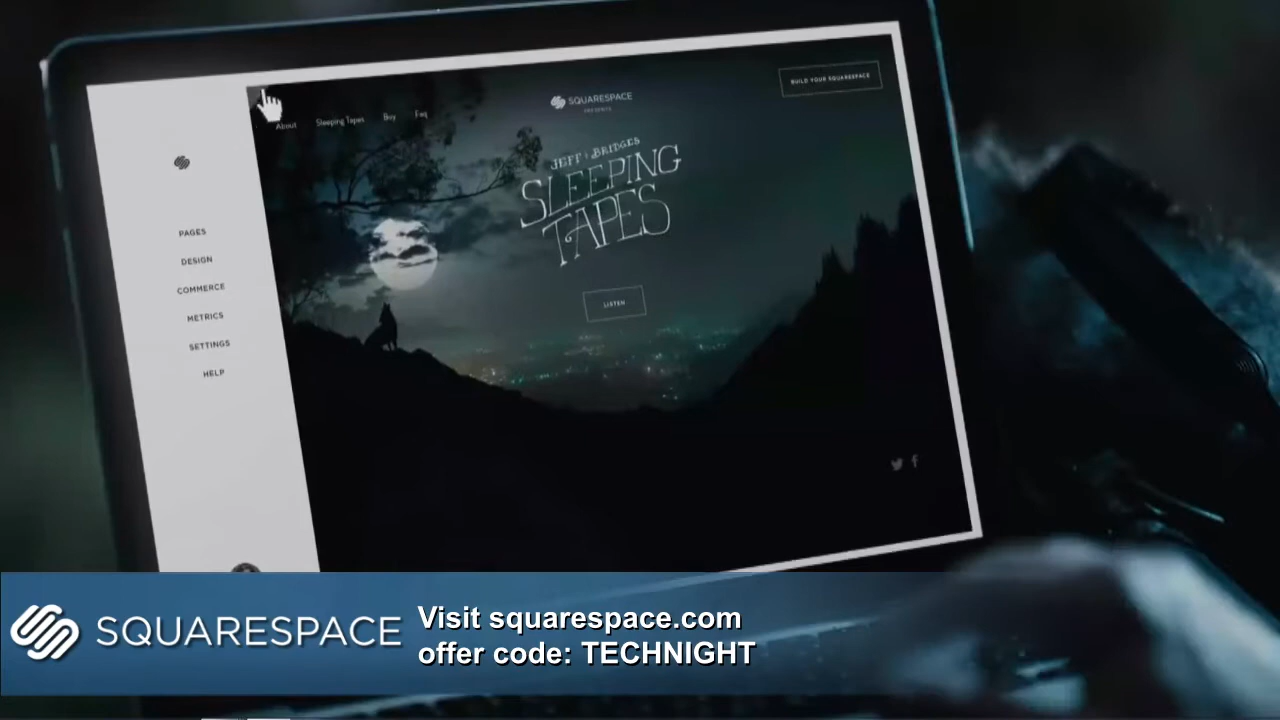 About Sleeping Tapes Buy Faq
SQUARESPACE
PRESENTS
BUILD YOUR SQUARESPACE
JEFF BRIDGES
SLEEPING
TAPES
LISTEN
PAGES
DESIGN
COMMERCE
METRICS
SETTINGS
HELP
SQUARESPACE
Visit squarespace.com
offer code: TECHNIGHT